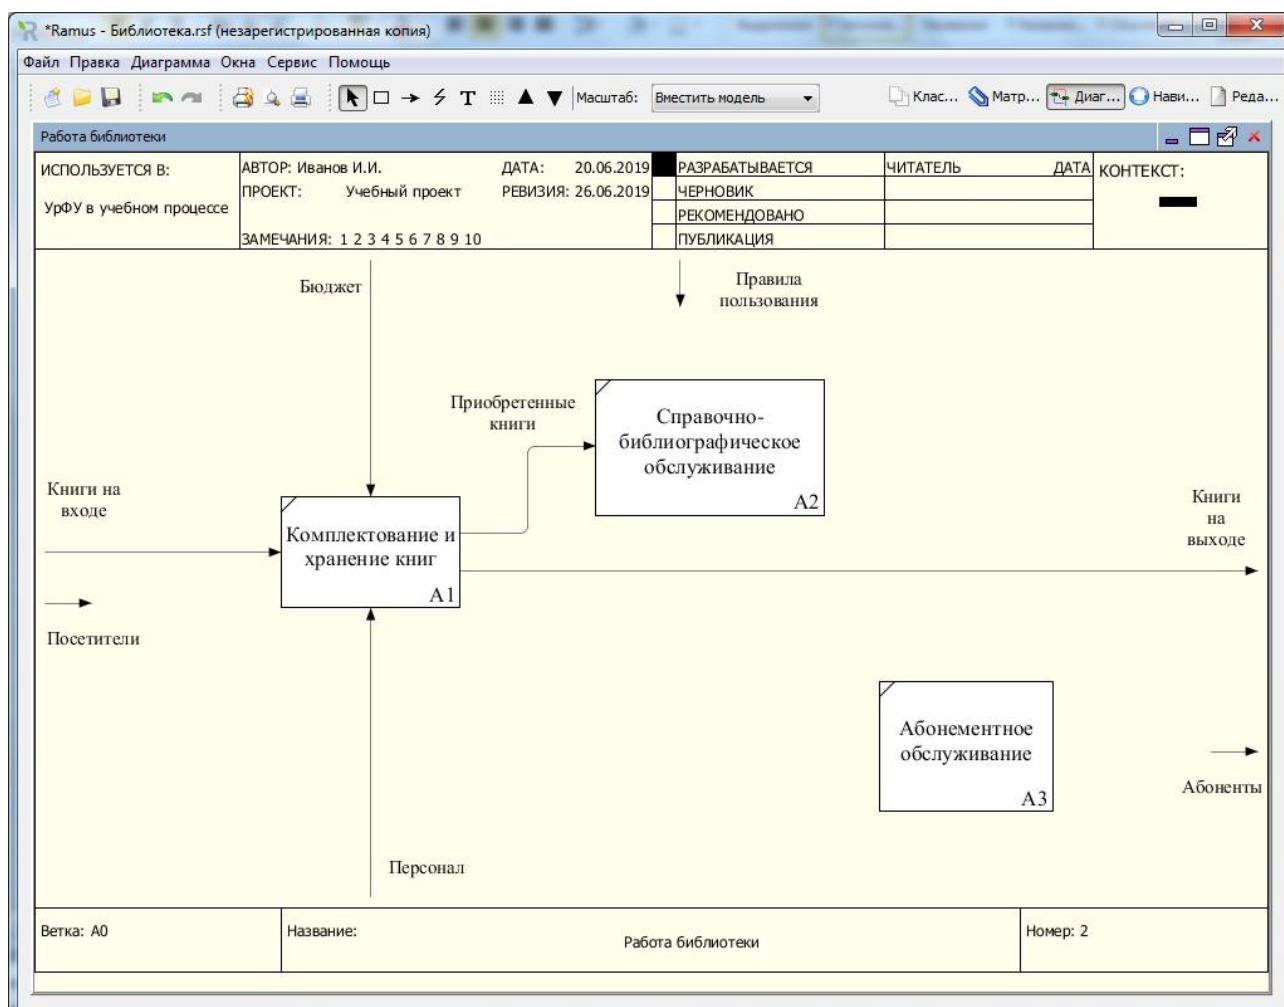 *Ramus - Библиотека.rsf (незарегистрированная копия)
Файл Правка Диаграмма Окна Сервис Помощь
T Масштаб: Вместить модель Клас... Матр... Диаг... Нави... Реда...
Работа библиотеки
ИСПОЛЬЗУЕТСЯ В:
УрФУ в учебном процессе
АВТОР: Иванов И.И. ДАТА: 20.06.2019
ПРОЕКТ: Учебный проект РЕВИЗИЯ: 26.06.2019
ЗАМЕЧАНИЯ: 1 2 3 4 5 6 7 8 9 10
РАЗРАБАТЫВАЕТСЯ
ЧЕРНОВИК
РЕКОМЕНДОВАНО
ПУБЛИКАЦИЯ
ЧИТАТЕЛЬ ДАТА
КОНТЕКСТ:
Бюджет
Правила
пользования
Приобретенные
книги
Справочно-
библиографическое
обслуживание
A2
Книги на
входе
Комплектование и
хранение книг
A1
Книги
на
выходе
Посетители
Абонементное
обслуживание
A3
Абоненты
Персонал
Ветка: A0
Название:
Работа библиотеки
Номер: 2